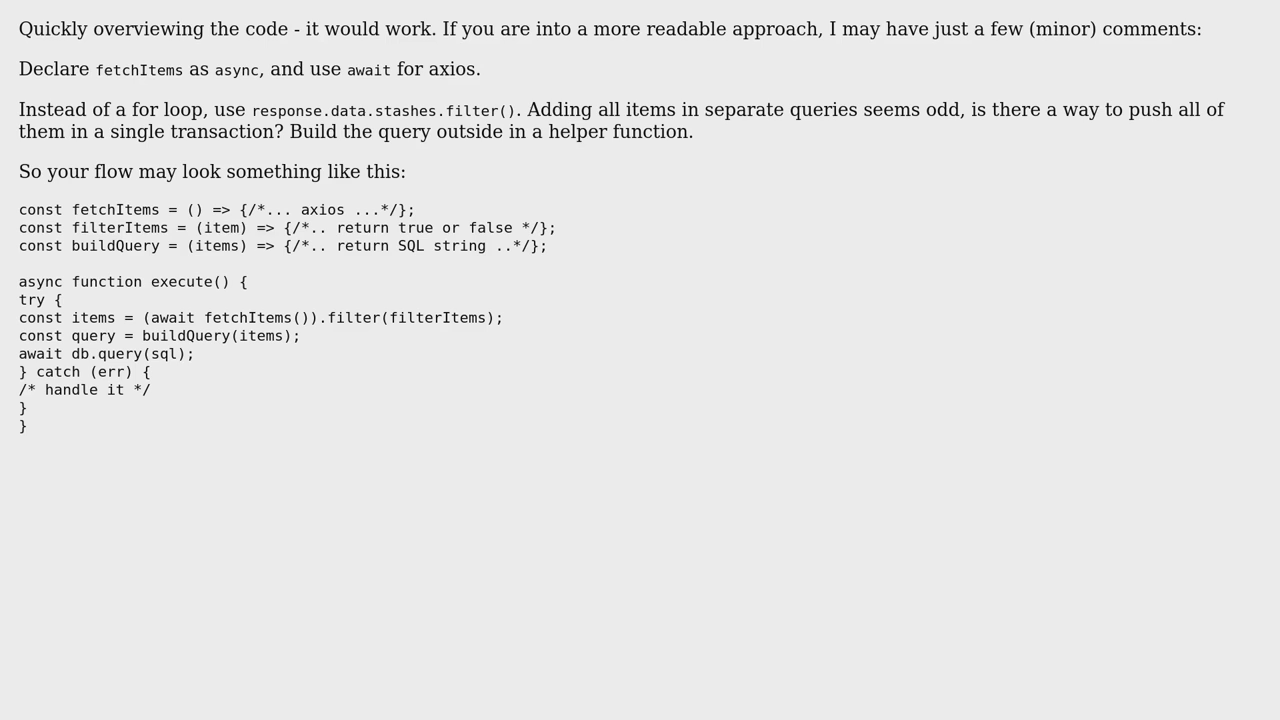 Quickly overviewing the code - it would work. If you are into a more readable approach, I may have just a few (minor) comments:
Declare fetchItems as async, and use await for axios.
Instead of a for loop, use response.data.stashes.filter(). Adding all items in separate queries seems odd, is there a way to push all of
them in a single transaction? Build the query outside in a helper function.
So your flow may look something like this:
const fetchItems = () => {/*... axios ...*/};
const filterItems = (item) => {/*.. return true or false */};
const buildQuery = (items) => {/*.. return SQL string ..*/};
async function execute() {
try {
const items = (await fetchItems()).filter(filterItems);
const query = buildQuery(items);
await db.query(sql);
} catch (err) {
/* handle it */
}
}